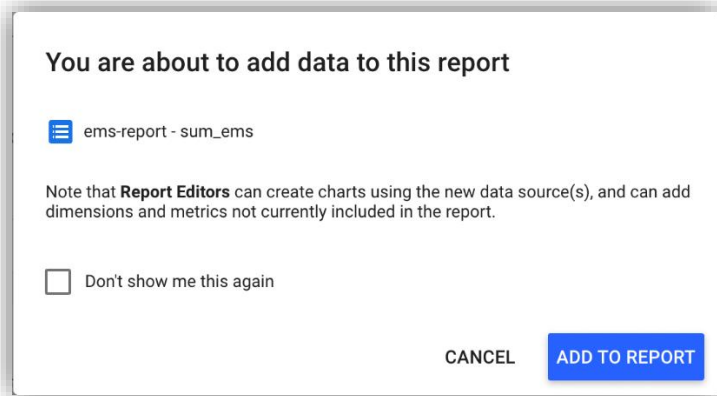 You are about to add data to this report
ems-report - sum_ems
Note that Report Editors can create charts using the new data source(s), and can add
dimensions and metrics not currently included in the report.
Don't show me this again
CANCEL
ADD TO REPORT